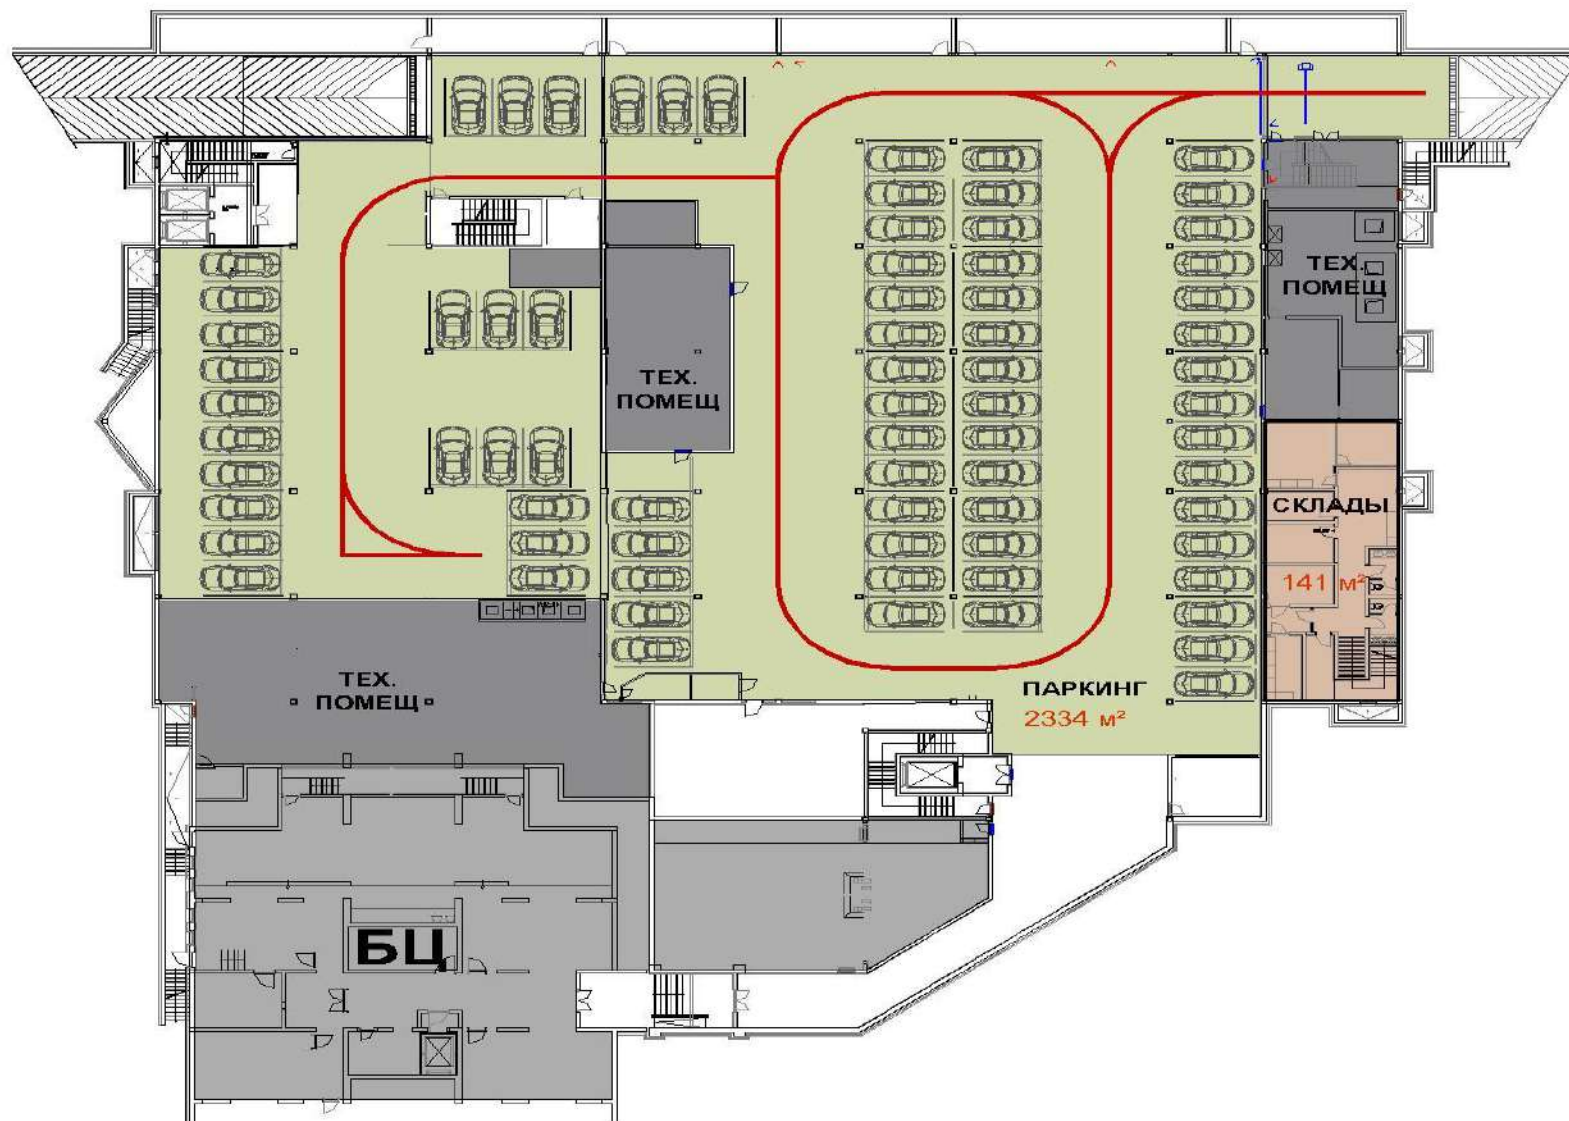 ТЕХ.
ПОМЕЩ
ТЕХ.
ПОМЕЩ
СКЛАДЫ
141 м²
ТЕХ.
ПОМЕЩ
ПАРКИНГ
2334 м²
БЦ